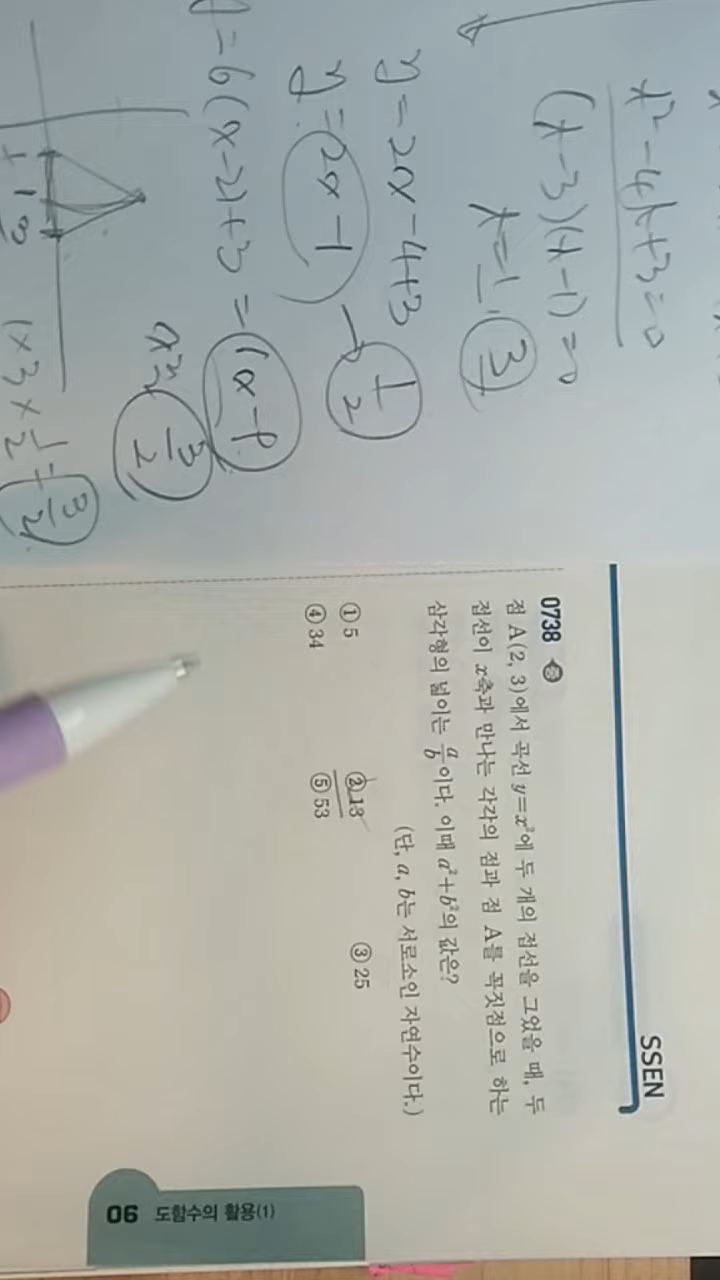 t² - 4t + 3 = 0
(t - 3)(t - 1) = 0
t = 1, 3
y = 2x - 4 + 3
y = 2x - 1 → 1/2
= 6(x - 2) + 3 = 6x - 9
x = 3/2
1 × 3 × 1/2 = 3/2
SSEN
0738 중
점 A(2, 3)에서 곡선 y=x²에 두 개의 접선을 그었을 때, 두
접선이 x축과 만나는 각각의 점과 점 A를 꼭짓점으로 하는
삼각형의 넓이는 a/b이다. 이때 a²+b²의 값은?
(단, a, b는 서로소인 자연수이다.)
① 5 ② 13 ③ 25
④ 34 ⑤ 53
06 도함수의 활용(1)